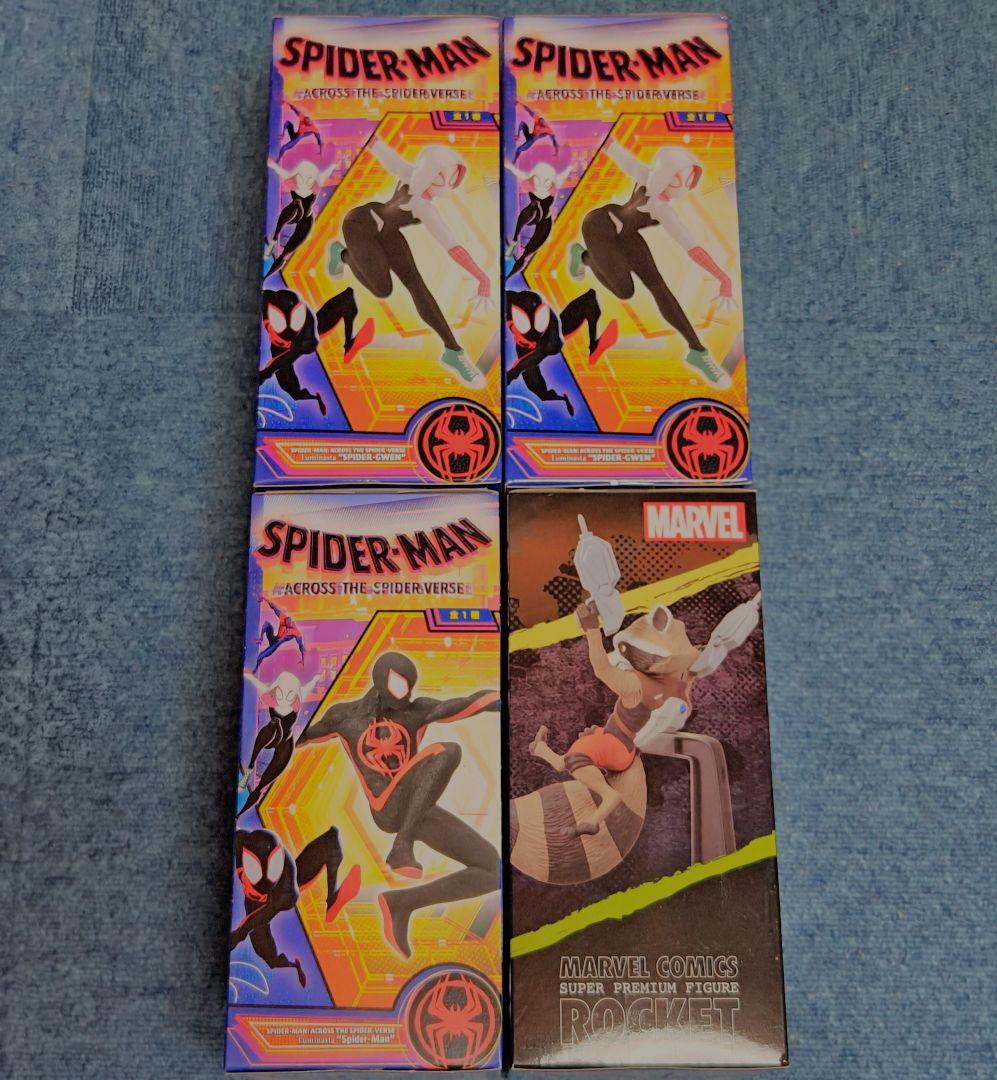 SPIDER-MAN
ACROSS THE SPIDER-VERSE
全1種
SPIDER-MAN: ACROSS THE SPIDER-VERSE
Luminasta "SPIDER-GWEN"
SPIDER-MAN
ACROSS THE SPIDER-VERSE
全1種
SPIDER-MAN: ACROSS THE SPIDER-VERSE
Luminasta "SPIDER-GWEN"
SPIDER-MAN
ACROSS THE SPIDER-VERSE
全1種
SPIDER-MAN: ACROSS THE SPIDER-VERSE
Luminasta "Spider-Man"
MARVEL
MARVEL COMICS
SUPER PREMIUM FIGURE
ROCKET